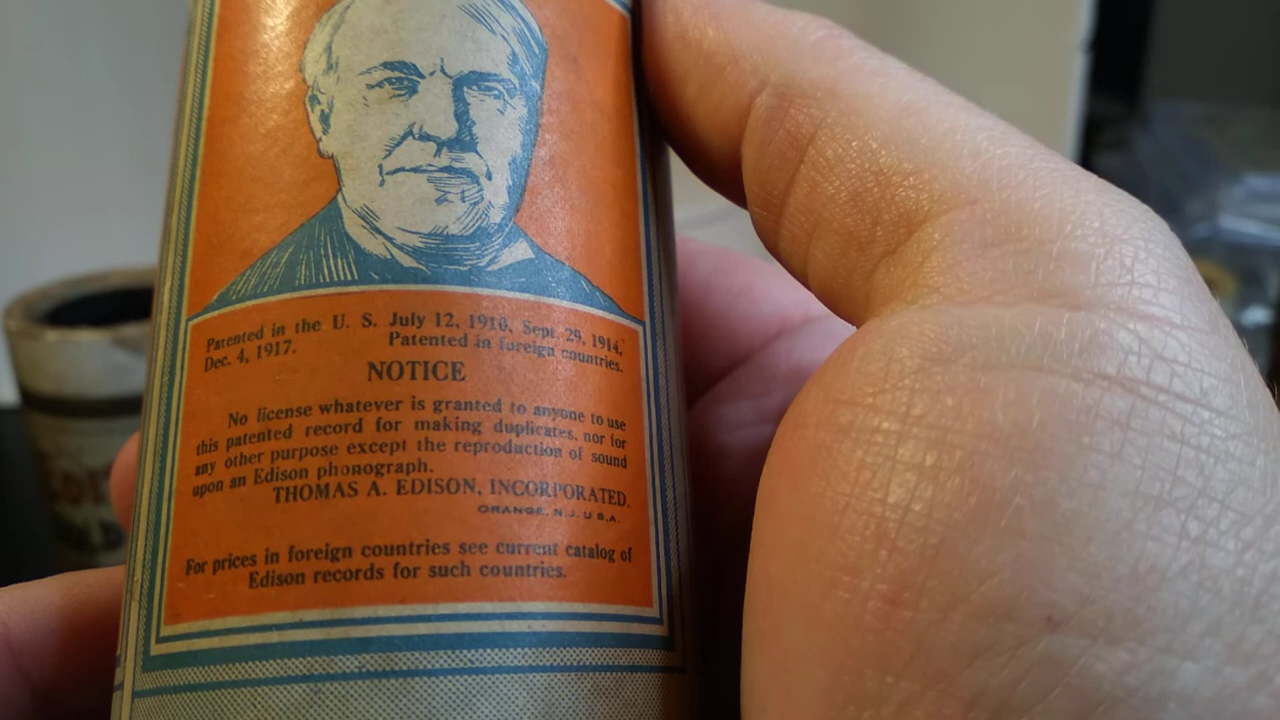 Patented in the U. S. July 12, 1910, Sept. 29, 1914,
Dec. 4, 1917. Patented in foreign countries.
NOTICE
No license whatever is granted to anyone to use
this patented record for making duplicates, nor for
any other purpose except the reproduction of sound
upon an Edison phonograph.
THOMAS A. EDISON, INCORPORATED.
ORANGE, N.J. U S.A.
For prices in foreign countries see current catalog of
Edison records for such countries.